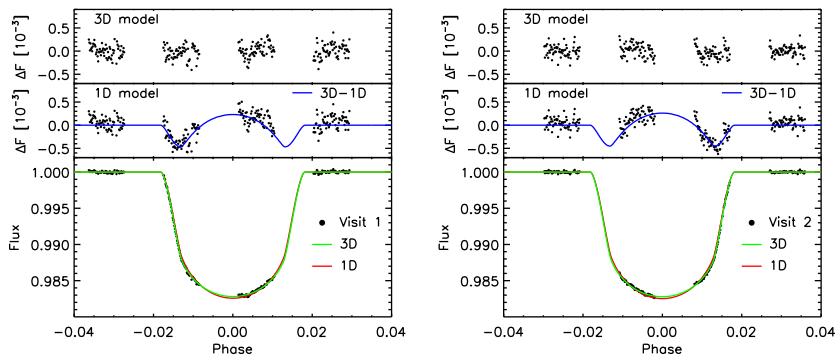 3D model
ΔF [10⁻³]
0.5
0.0
−0.5
1D model
3D−1D
ΔF [10⁻³]
0.5
0.0
−0.5
Flux
1.000
0.995
0.990
0.985
Visit 1
3D
1D
−0.04
−0.02
0.00
0.02
0.04
Phase
3D model
ΔF [10⁻³]
0.5
0.0
−0.5
1D model
3D−1D
ΔF [10⁻³]
0.5
0.0
−0.5
Flux
1.000
0.995
0.990
0.985
Visit 2
3D
1D
−0.04
−0.02
0.00
0.02
0.04
Phase